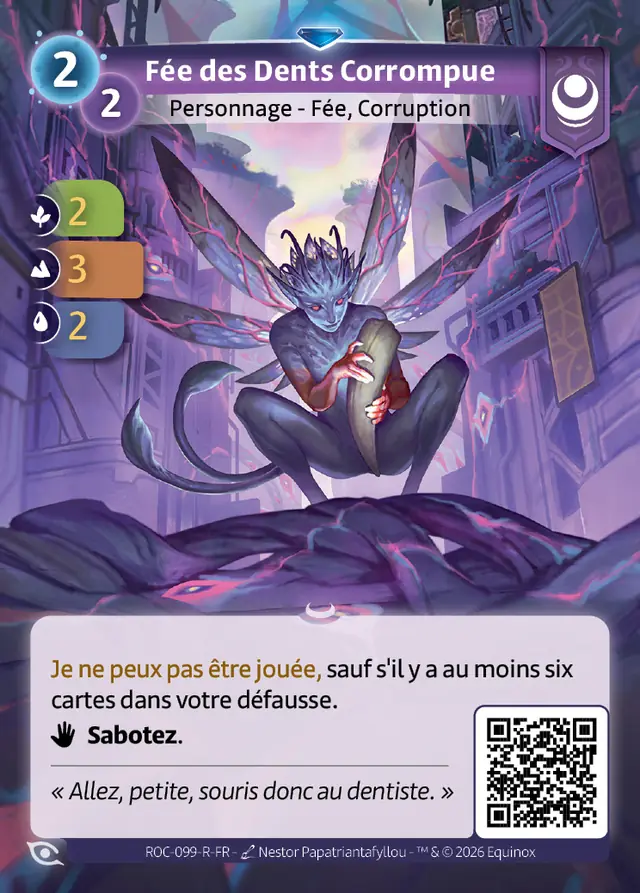 2
Fée des Dents Corrompue
2
Personnage - Fée, Corruption
2
3
2
Je ne peux pas être jouée, sauf s'il y a au moins six
cartes dans votre défausse.
Sabotez.
« Allez, petite, souris donc au dentiste. »
ROC-099-R-FR - Nestor Papatriantafyllou - ™ & © 2026 Equinox